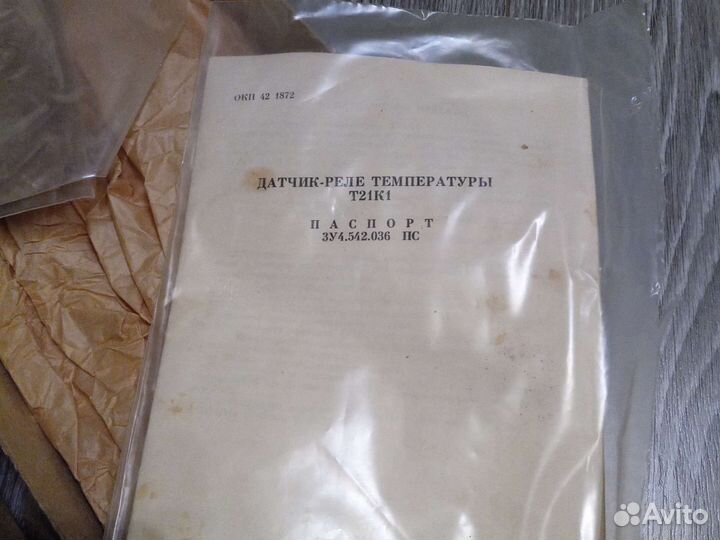 ОКП 42 1872
ДАТЧИК-РЕЛЕ ТЕМПЕРАТУРЫ
Т21К1
ПАСПОРТ
3У4.542.036 ПС
Avito